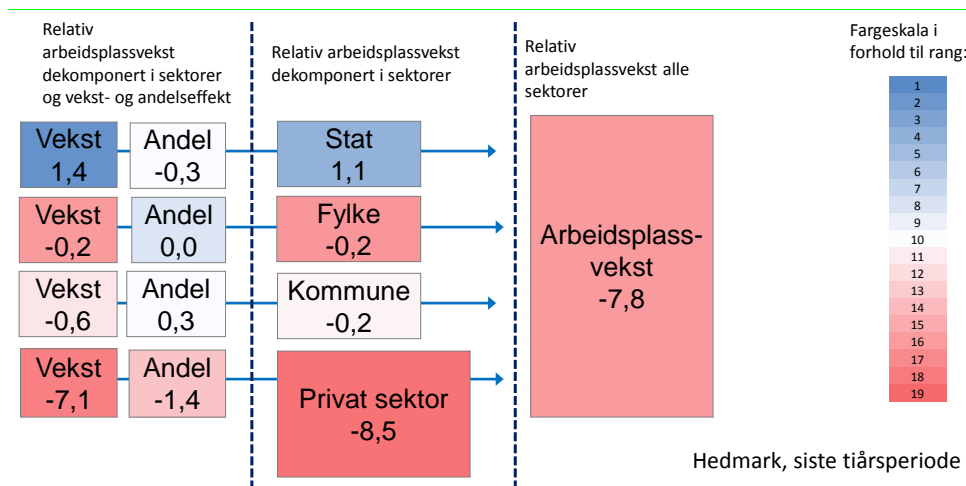 Relativ
arbeidsplassvekst
dekomponert i sektorer
og vekst- og andelseffekt
Relativ arbeidsplassvekst
dekomponert i sektorer
Relativ
arbeidsplassvekst alle
sektorer
Fargeskala i
forhold til rang:
Vekst
1,4
Andel
-0,3
Stat
1,1
Vekst
-0,2
Andel
0,0
Fylke
-0,2
Vekst
-0,6
Andel
0,3
Kommune
-0,2
Vekst
-7,1
Andel
-1,4
Privat sektor
-8,5
Arbeidsplass-
vekst
-7,8
1
2
3
4
5
6
7
8
9
10
11
12
13
14
15
16
17
18
19
Hedmark, siste tiårsperiode